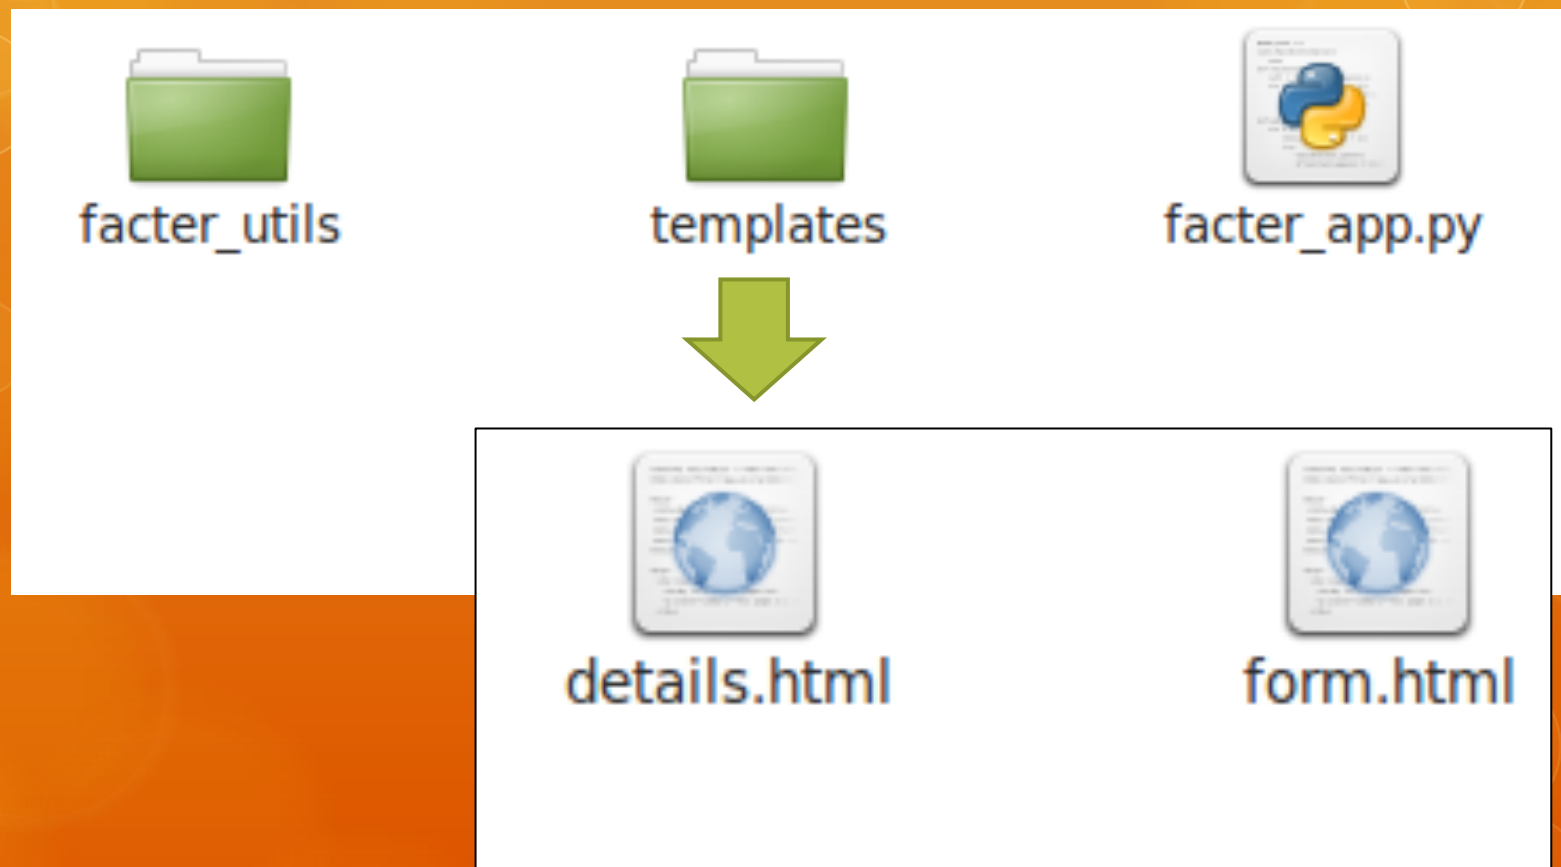 facter_utils
templates
facter_app.py
details.html
form.html